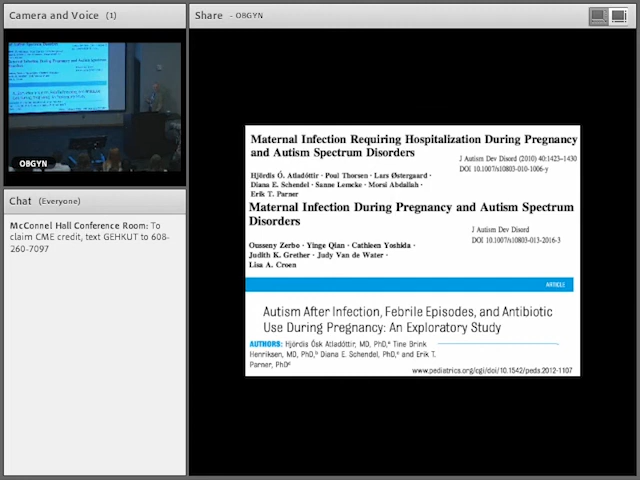 Camera and Voice (1)
OBGYN
Chat (Everyone)
McConnel Hall Conference Room: To
claim CME credit, text GEHKUT to 608-
260-7097
Share - OBGYN
Maternal Infection Requiring Hospitalization During Pregnancy
and Autism Spectrum Disorders
J Autism Dev Disord (2010) 40:1423–1430
DOI 10.1007/s10803-010-1006-y
Hjördis Ó. Atladóttir · Poul Thorsen · Lars Østergaard ·
Diana E. Schendel · Sanne Lemcke · Morsi Abdallah ·
Erik T. Parner
Maternal Infection During Pregnancy and Autism Spectrum
Disorders
J Autism Dev Disord
DOI 10.1007/s10803-013-2016-3
Ousseny Zerbo · Yinge Qian · Cathleen Yoshida ·
Judith K. Grether · Judy Van de Water ·
Lisa A. Croen
ARTICLE
Autism After Infection, Febrile Episodes, and Antibiotic
Use During Pregnancy: An Exploratory Study
AUTHORS: Hjördis Ósk Atladóttir, MD, PhD,ᵃ Tine Brink
Henriksen, MD, PhD,ᵇ Diana E. Schendel, PhD,ᶜ and Erik T.
Parner, PhDᵈ
www.pediatrics.org/cgi/doi/10.1542/peds.2012-1107